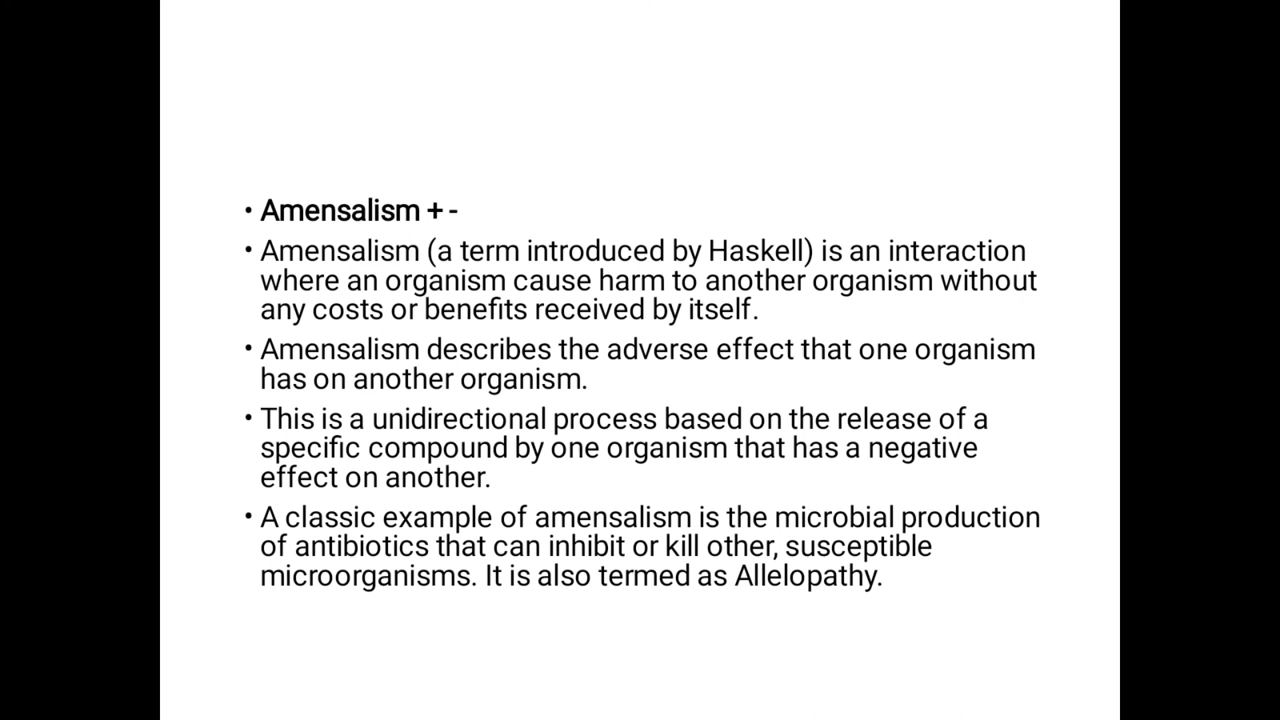 • Amensalism + -
• Amensalism (a term introduced by Haskell) is an interaction
where an organism cause harm to another organism without
any costs or benefits received by itself.
• Amensalism describes the adverse effect that one organism
has on another organism.
• This is a unidirectional process based on the release of a
specific compound by one organism that has a negative
effect on another.
• A classic example of amensalism is the microbial production
of antibiotics that can inhibit or kill other, susceptible
microorganisms. It is also termed as Allelopathy.